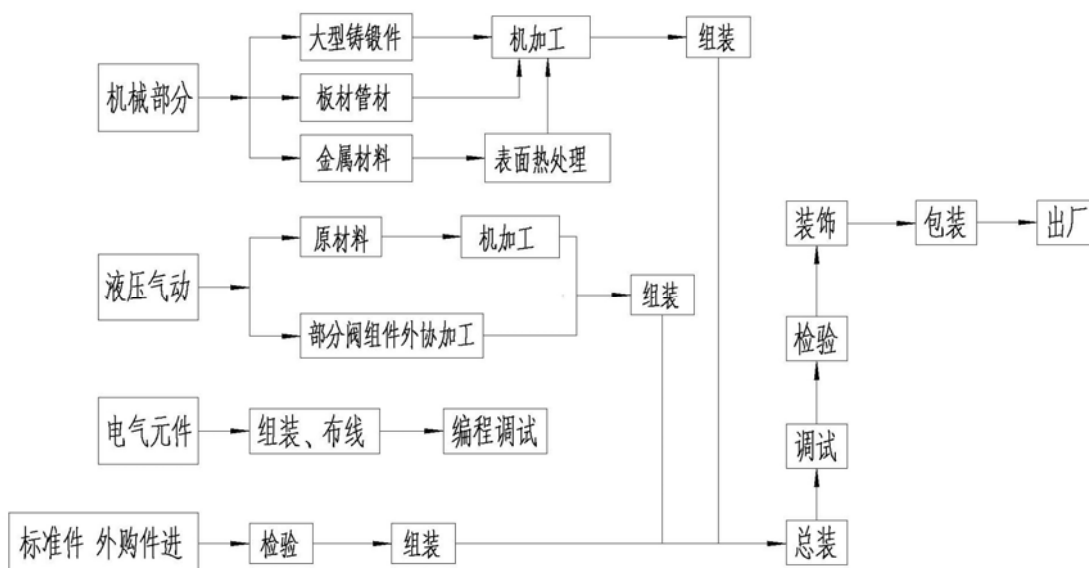 大型铸锻件
机加工
组装
机械部分
板材管材
金属材料
表面热处理
装饰
包装
出厂
原材料
机加工
液压气动
组装
部分阀组件外协加工
检验
电气元件
组装、布线
编程调试
调试
标准件 外购件进
检验
组装
总装